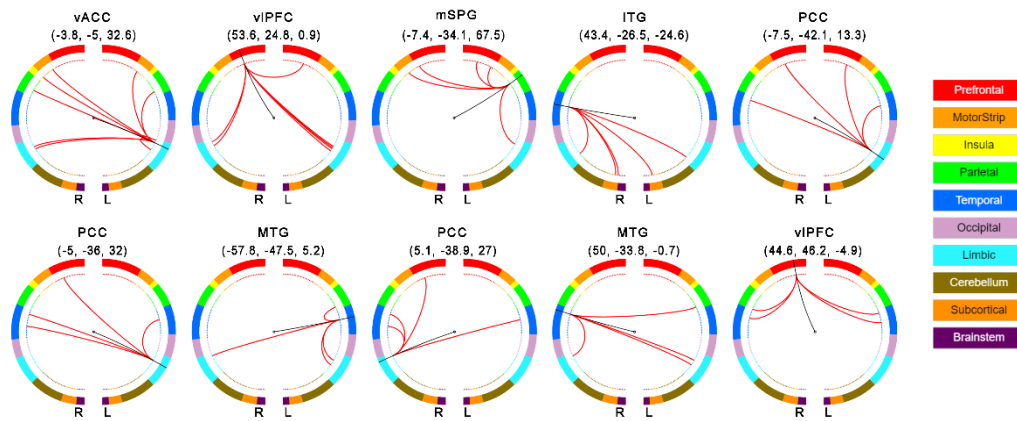 vACC
(-3.8, -5, 32.6)
vlPFC
(53.6, 24.8, 0.9)
mSPG
(-7.4, -34.1, 67.5)
ITG
(43.4, -26.5, -24.6)
PCC
(-7.5, -42.1, 13.3)
R L
R L
R L
R L
R L
PCC
(-5, -36, 32)
MTG
(-57.8, -47.5, 5.2)
PCC
(5.1, -38.9, 27)
MTG
(50, -33.8, -0.7)
vlPFC
(44.6, 46.2, -4.9)
R L
R L
R L
R L
R L
Prefrontal
MotorStrip
Insula
Parietal
Temporal
Occipital
Limbic
Cerebellum
Subcortical
Brainstem